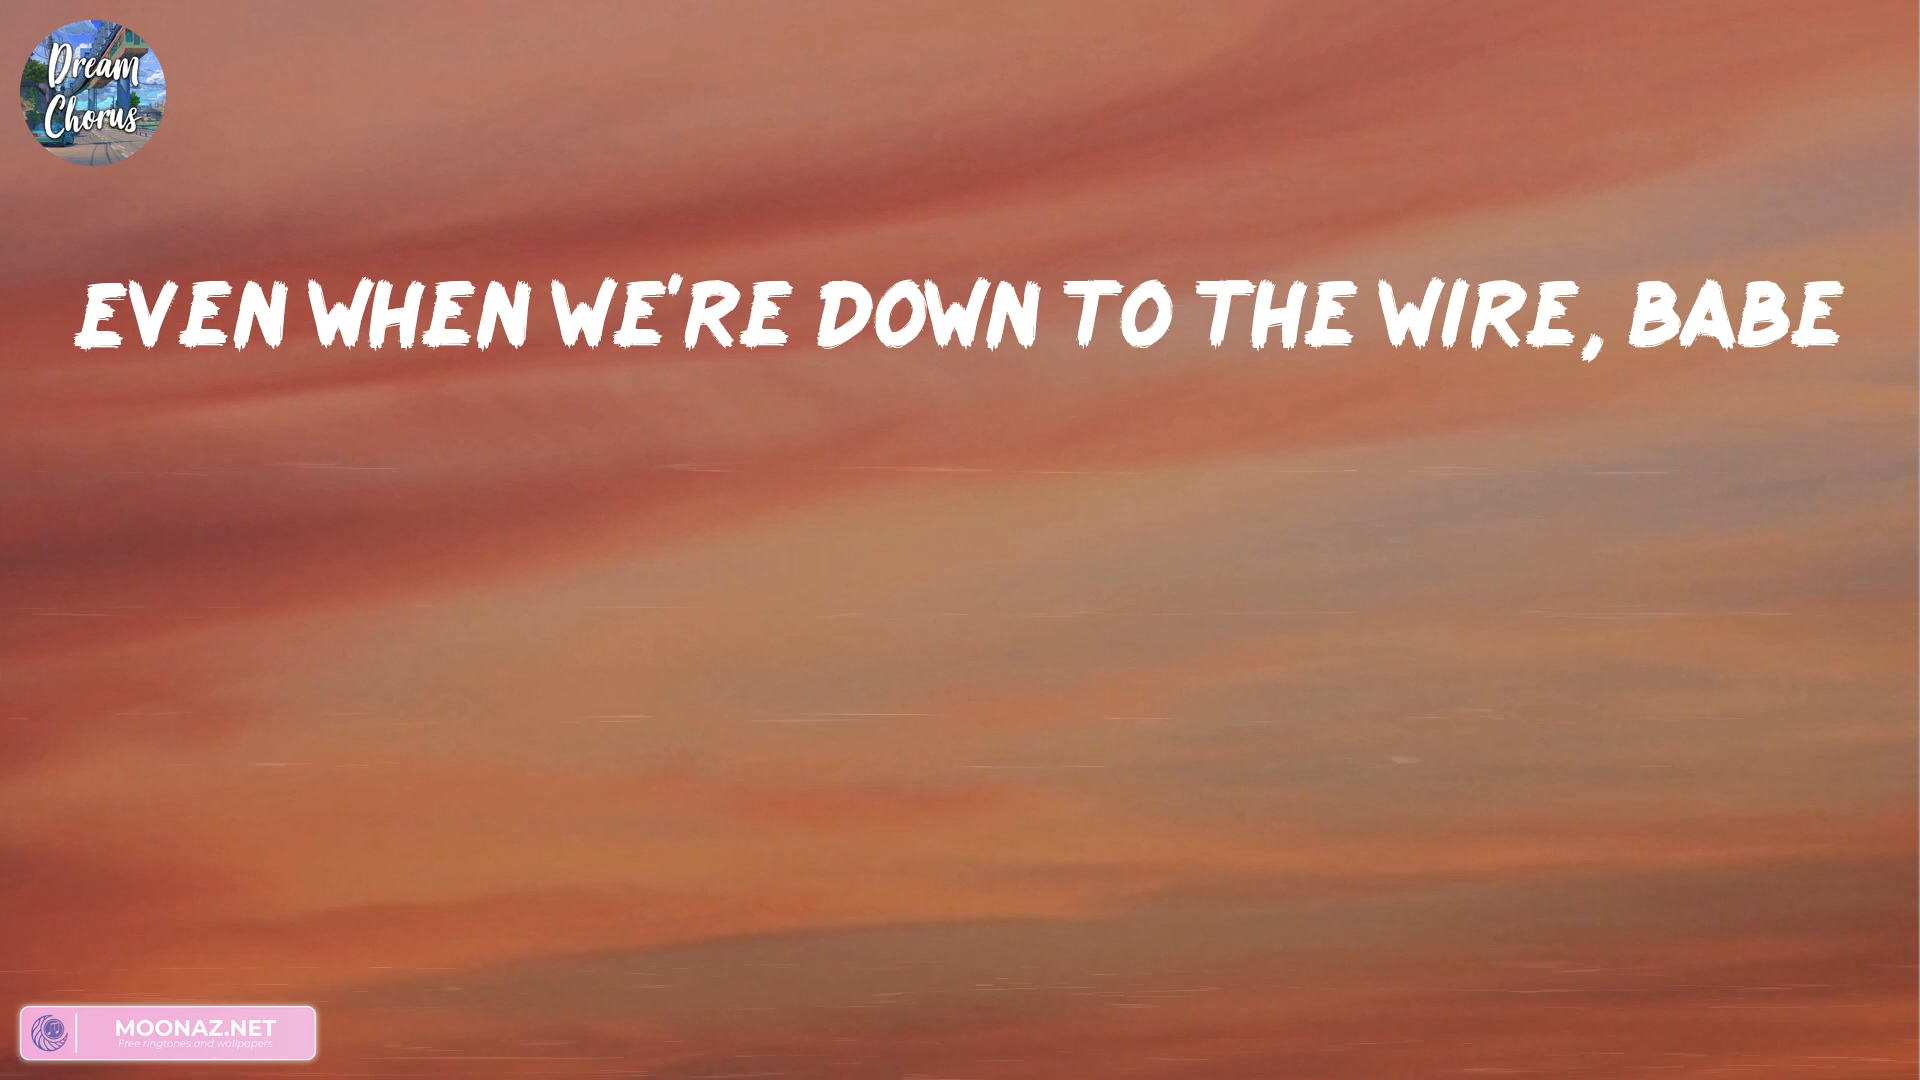 Dream
Chorus
EVEN WHEN WE'RE DOWN TO THE WIRE, BABE
MOONAZ.NET
Free ringtones and wallpapers